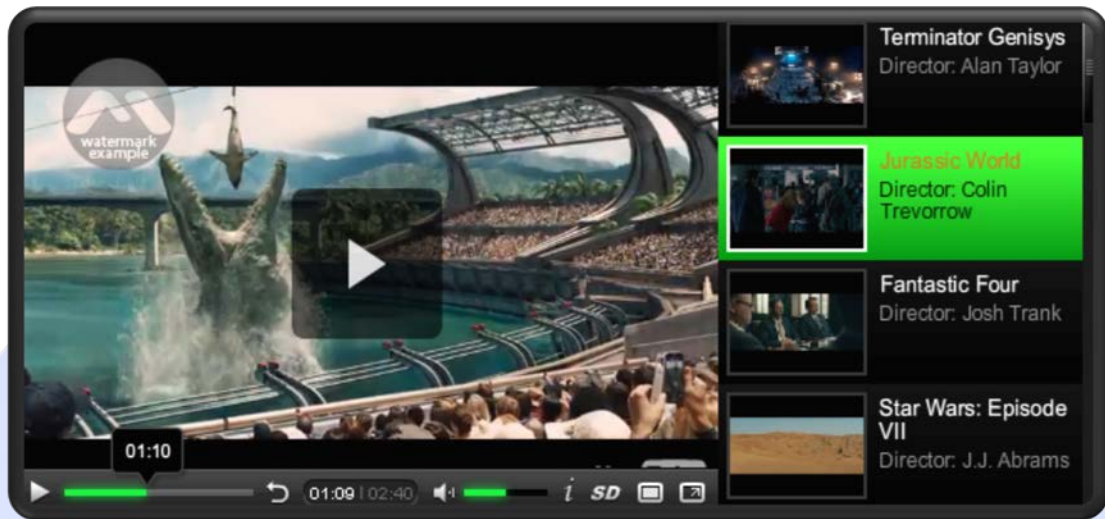 watermark
example
01:10
01:09 | 02:40
i
SD
Terminator Genisys
Director: Alan Taylor
Jurassic World
Director: Colin
Trevorrow
Fantastic Four
Director: Josh Trank
Star Wars: Episode
VII
Director: J.J. Abrams